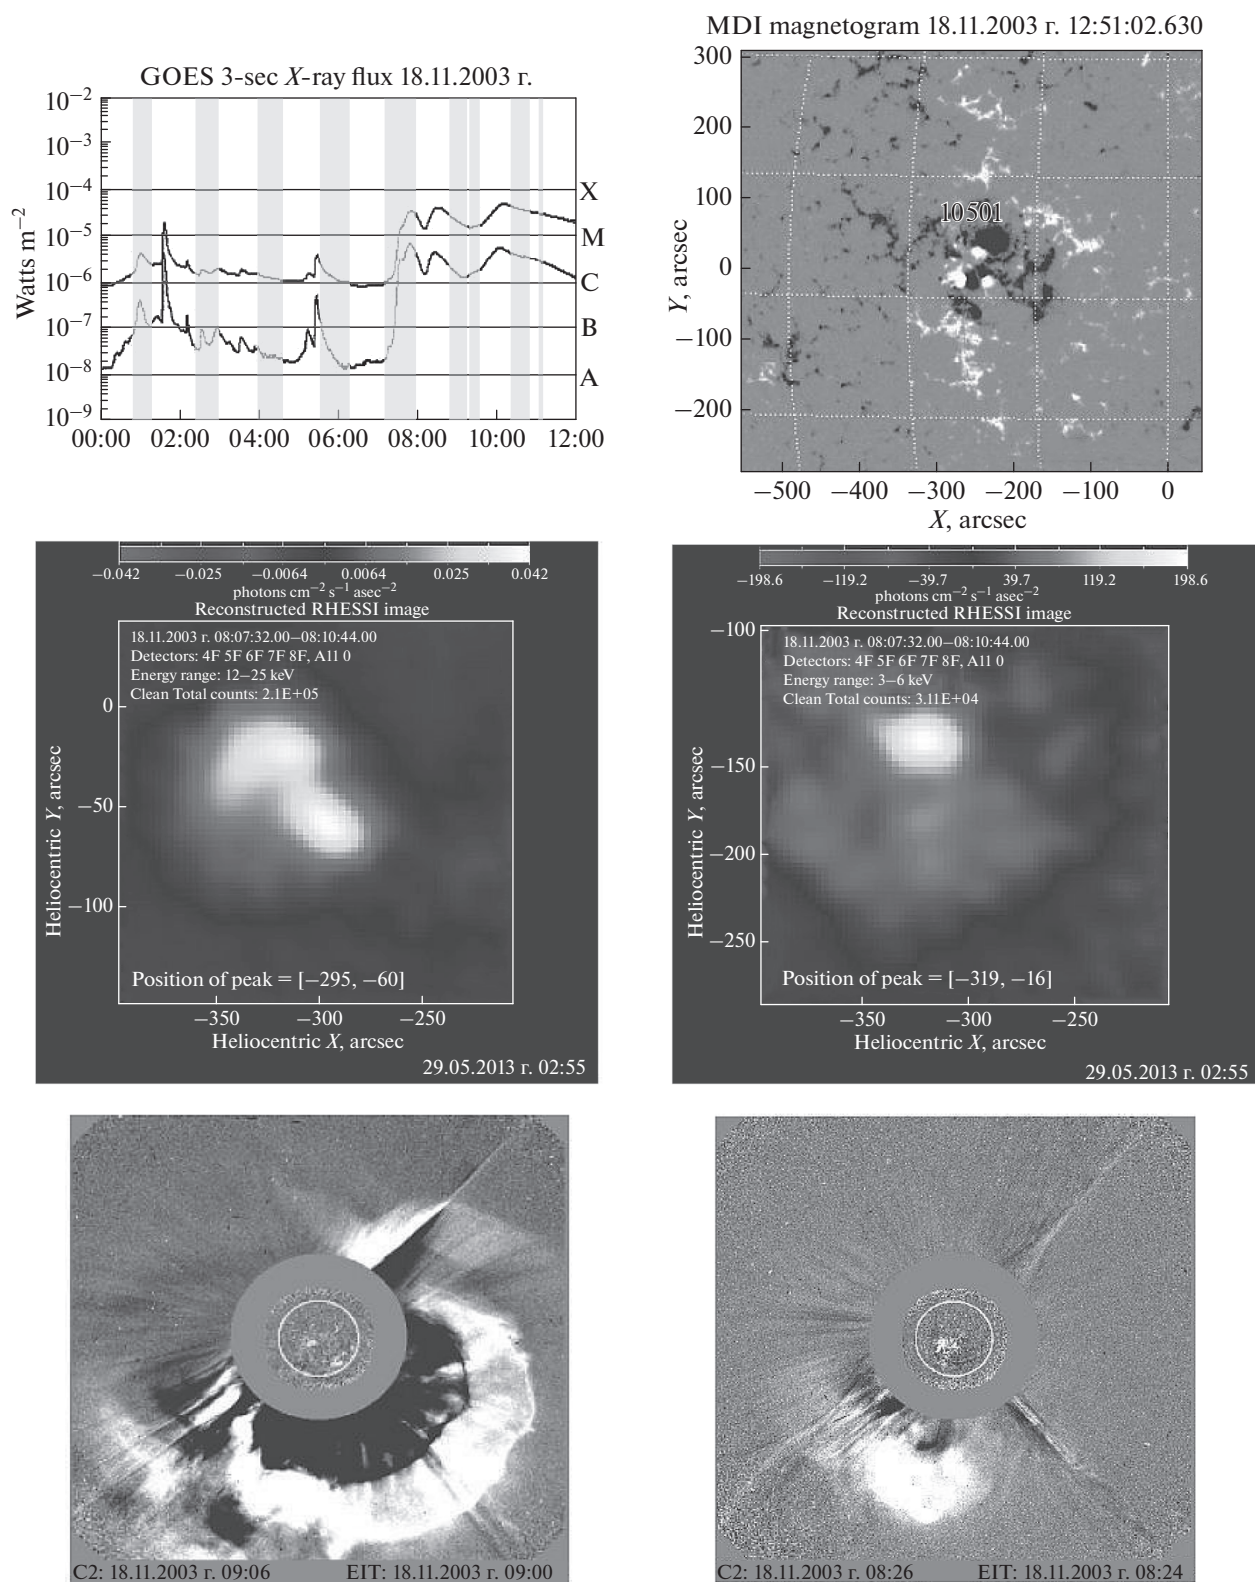 GOES 3-sec X-ray flux 18.11.2003 г.
Watts m−2
10−2
10−3
10−4
10−5
10−6
10−7
10−8
10−9
X
M
C
B
A
00:00 02:00 04:00 06:00 08:00 10:00 12:00
MDI magnetogram 18.11.2003 г. 12:51:02.630
Y, arcsec
300
200
100
0
−100
−200
10501
−500 −400 −300 −200 −100 0
X, arcsec
−0.042 −0.025 −0.0064 0.0064 0.025 0.042
photons cm−2 s−1 asec−2
Reconstructed RHESSI image
18.11.2003 г. 08:07:32.00−08:10:44.00
Detectors: 4F 5F 6F 7F 8F, A11 0
Energy range: 12−25 keV
Clean Total counts: 2.1E+05
Heliocentric Y, arcsec
0
−50
−100
Position of peak = [−295, −60]
−350 −300 −250
Heliocentric X, arcsec
29.05.2013 г. 02:55
−198.6 −119.2 −39.7 39.7 119.2 198.6
photons cm−2 s−1 asec−2
Reconstructed RHESSI image
18.11.2003 г. 08:07:32.00−08:10:44.00
Detectors: 4F 5F 6F 7F 8F, A11 0
Energy range: 3−6 keV
Clean Total counts: 3.11E+04
Heliocentric Y, arcsec
−100
−150
−200
−250
Position of peak = [−319, −16]
−350 −300 −250
Heliocentric X, arcsec
29.05.2013 г. 02:55
C2: 18.11.2003 г. 09:06 EIT: 18.11.2003 г. 09:00
C2: 18.11.2003 г. 08:26 EIT: 18.11.2003 г. 08:24